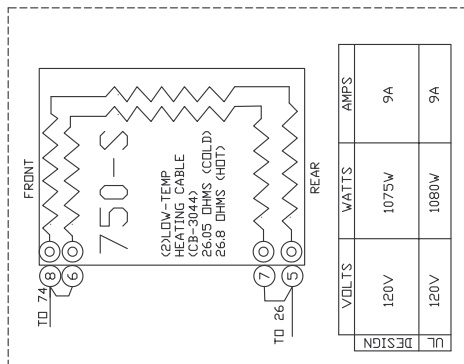 FRONT
TO 74
8
6
750-S
(2)LOW-TEMP
HEATING CABLE
(CB-3044)
26.05 OHMS (COLD)
26.8 OHMS (HOT)
7
5
TO 26
REAR
VOLTS WATTS AMPS
DESIGN 120V 1075W 9A
UL 120V 1080W 9A